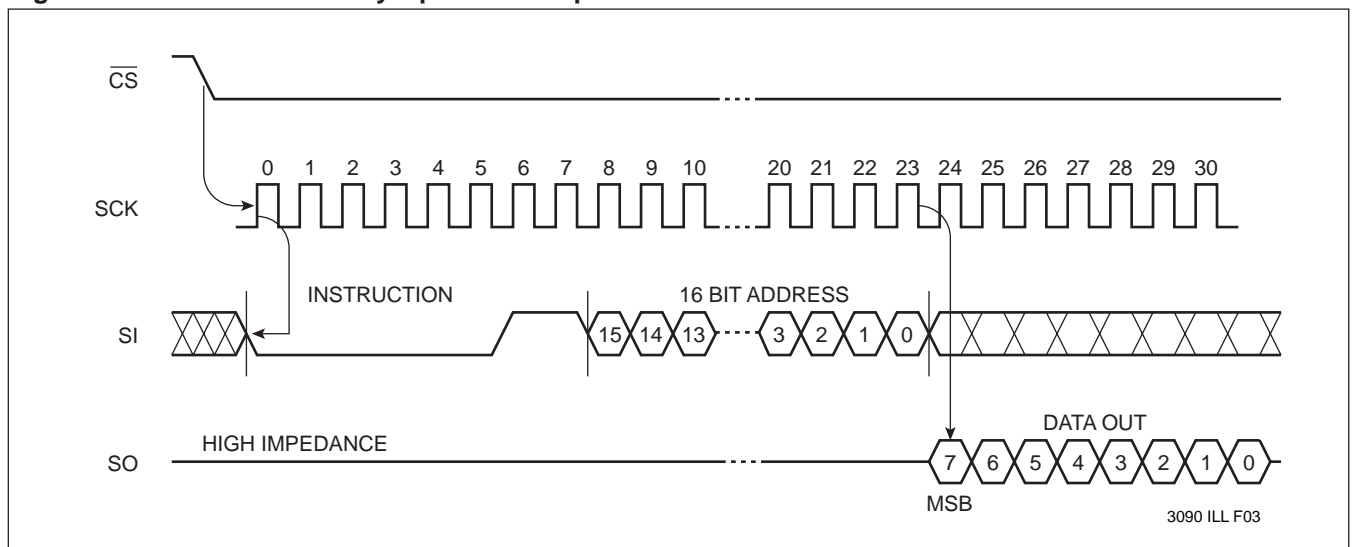 CS
0 1 2 3 4 5 6 7 8 9 10 20 21 22 23 24 25 26 27 28 29 30
SCK
INSTRUCTION 16 BIT ADDRESS
SI 15 14 13 3 2 1 0
DATA OUT
HIGH IMPEDANCE
SO 7 6 5 4 3 2 1 0
MSB
3090 ILL F03